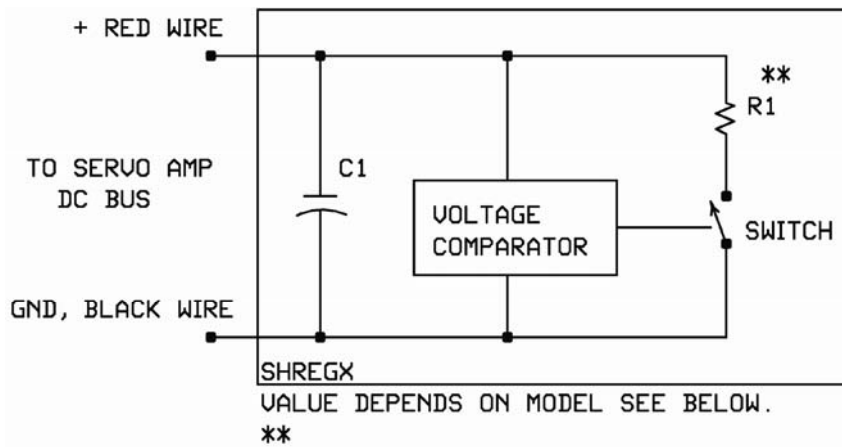 + RED WIRE
**
R1
C1
TO SERVO AMP
DC BUS
VOLTAGE
COMPARATOR
SWITCH
GND, BLACK WIRE
SHREGX
VALUE DEPENDS ON MODEL SEE BELOW.
**